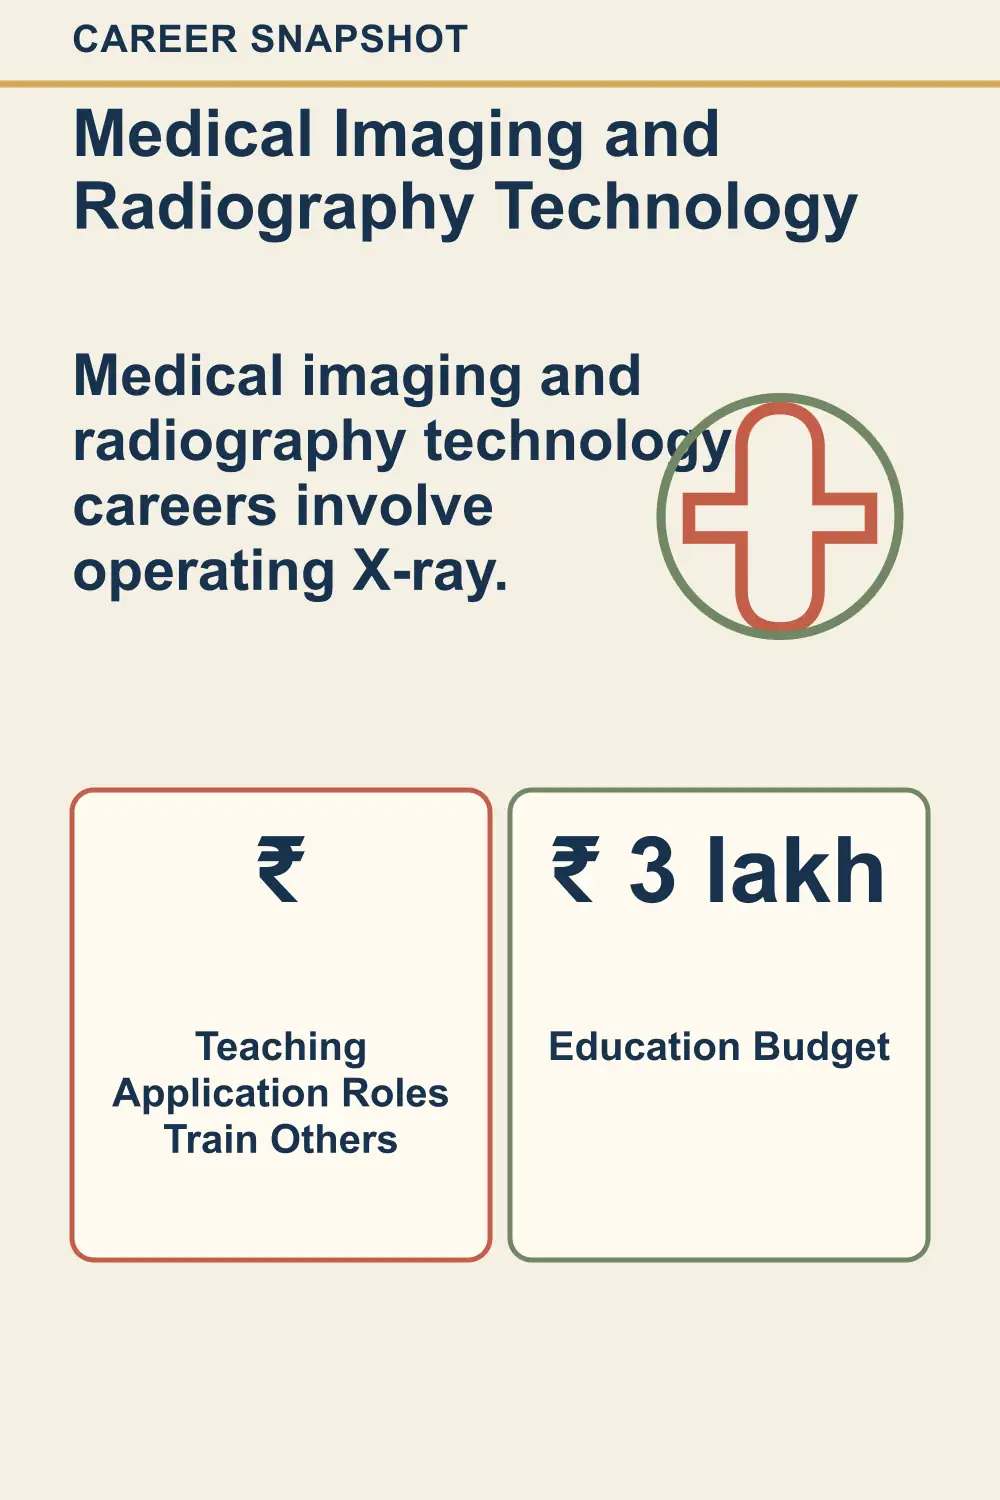 CAREER SNAPSHOT
Medical Imaging and
Radiography Technology
Medical imaging and
radiography technology
careers involve
operating X-ray.
₹
Teaching
Application Roles
Train Others
₹ 3 lakh
Education Budget